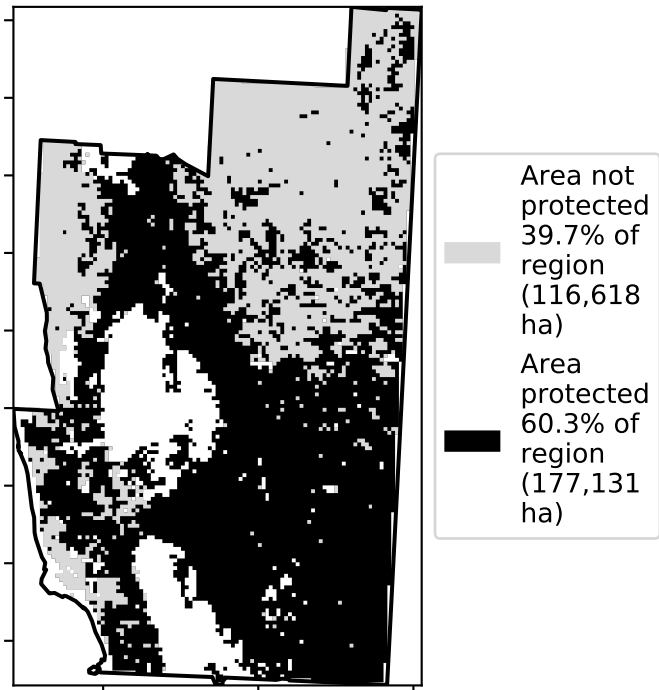 Area not
protected
39.7% of
region
(116,618
ha)
Area
protected
60.3% of
region
(177,131
ha)